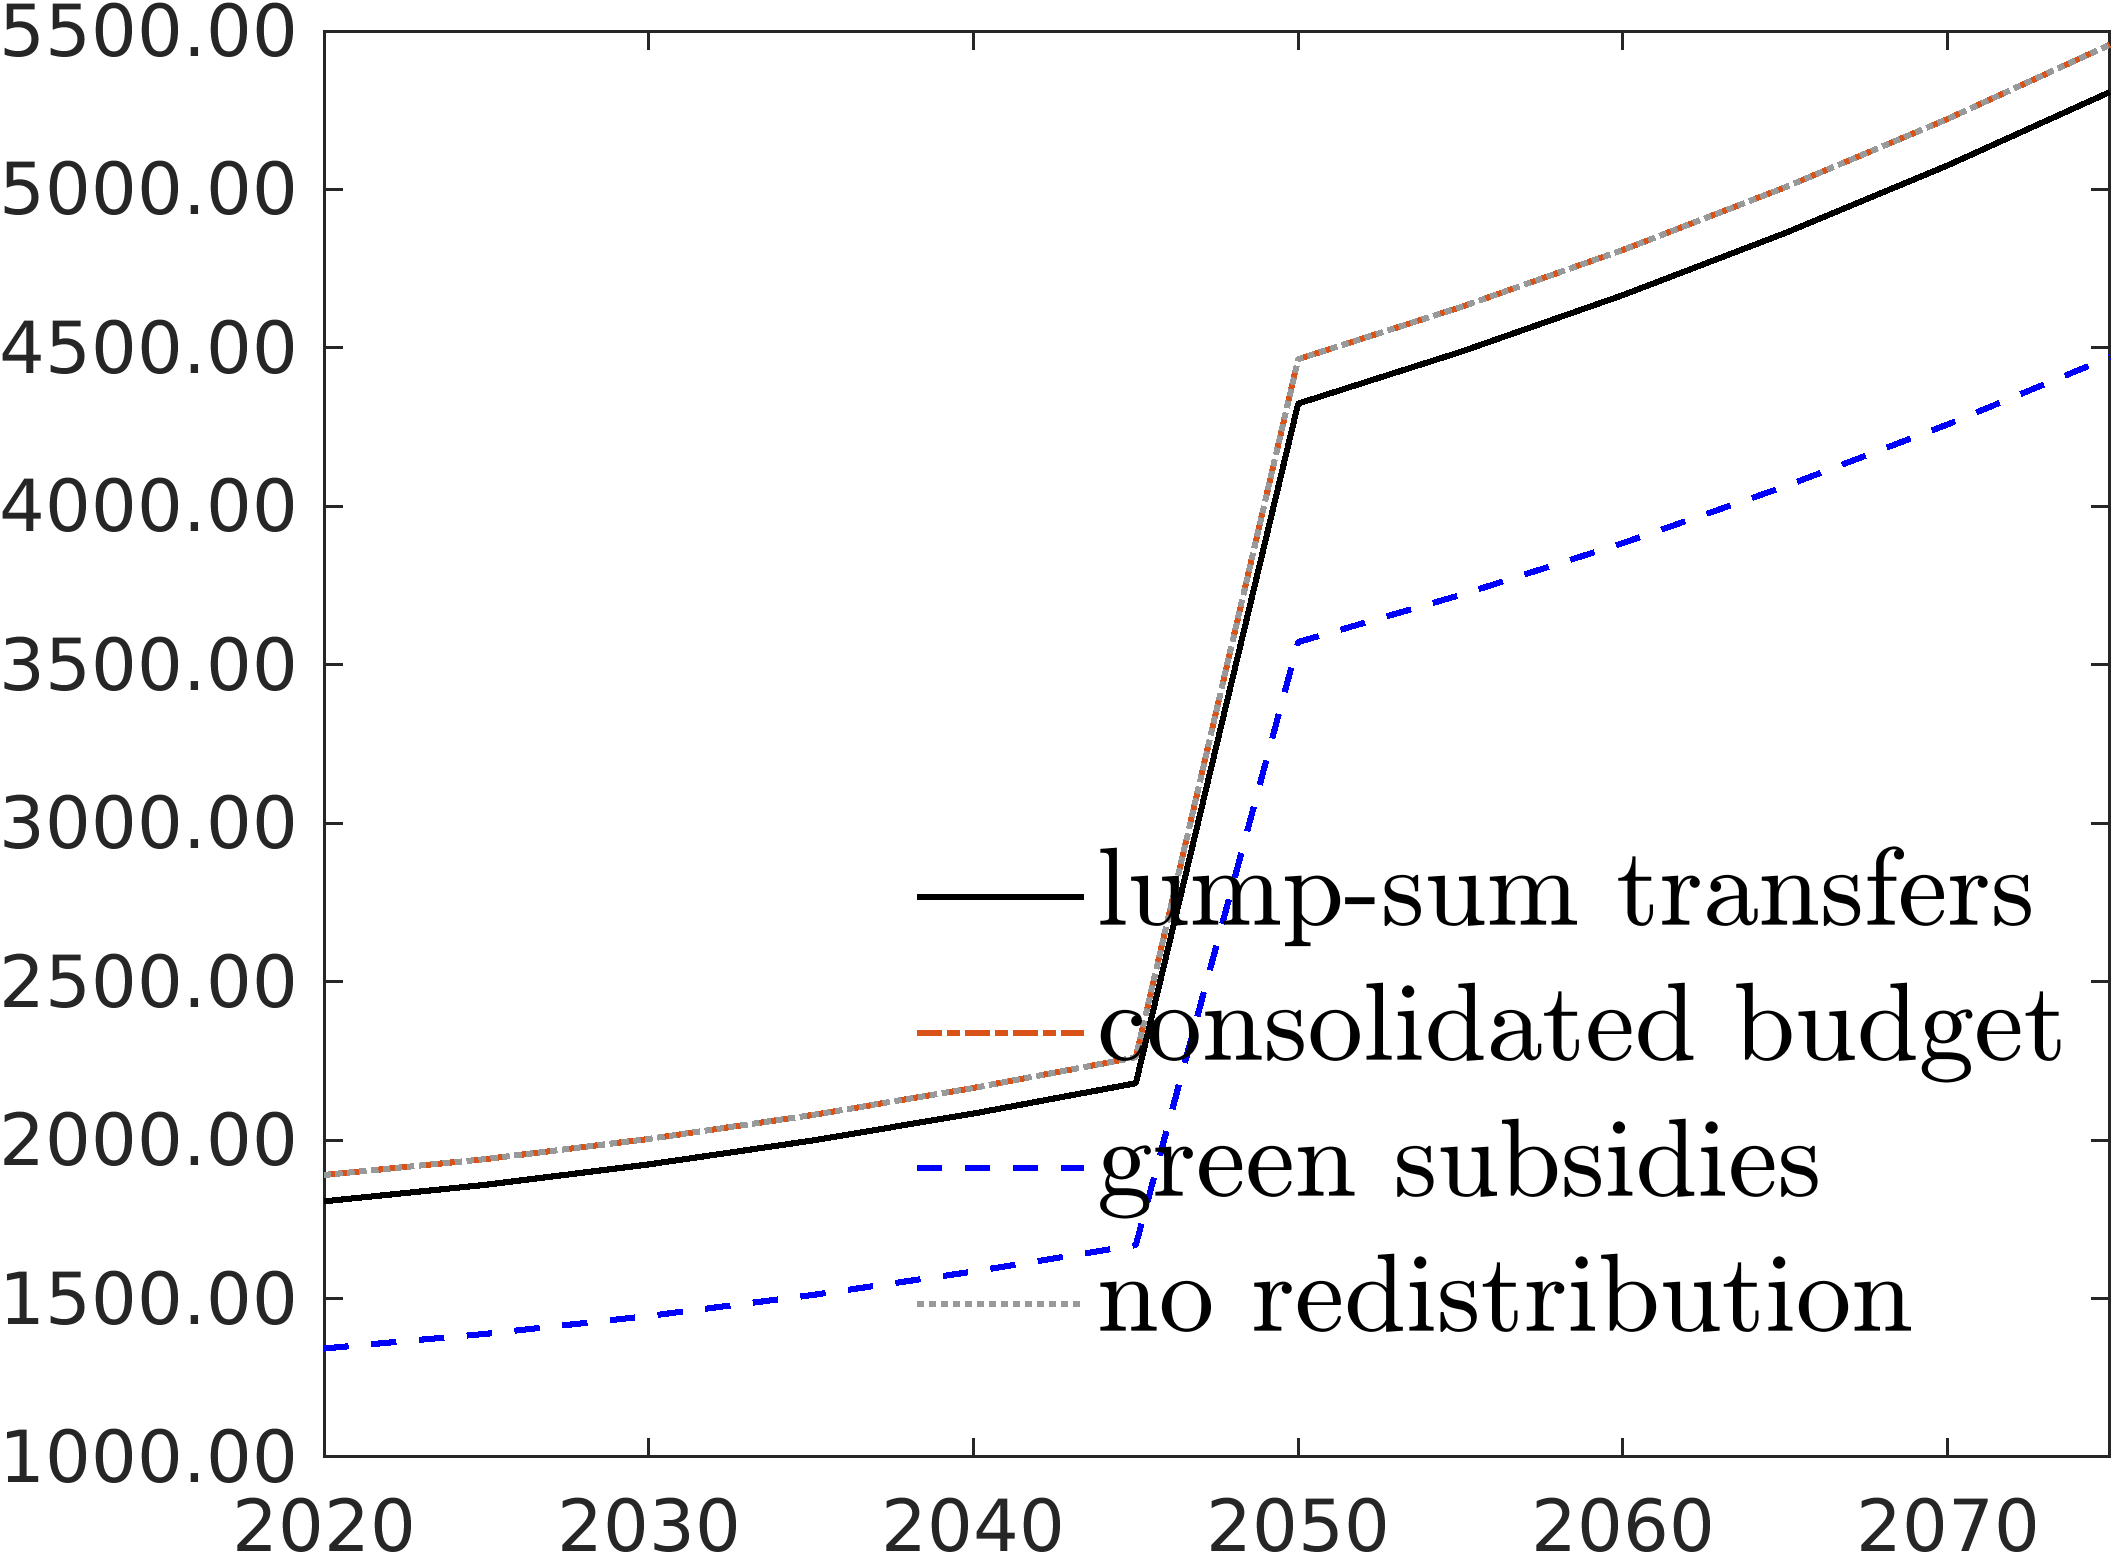 5500.00
5000.00
4500.00
4000.00
3500.00
3000.00
2500.00
2000.00
1500.00
1000.00
lump-sum transfers
consolidated budget
green subsidies
no redistribution
2020 2030 2040 2050 2060 2070